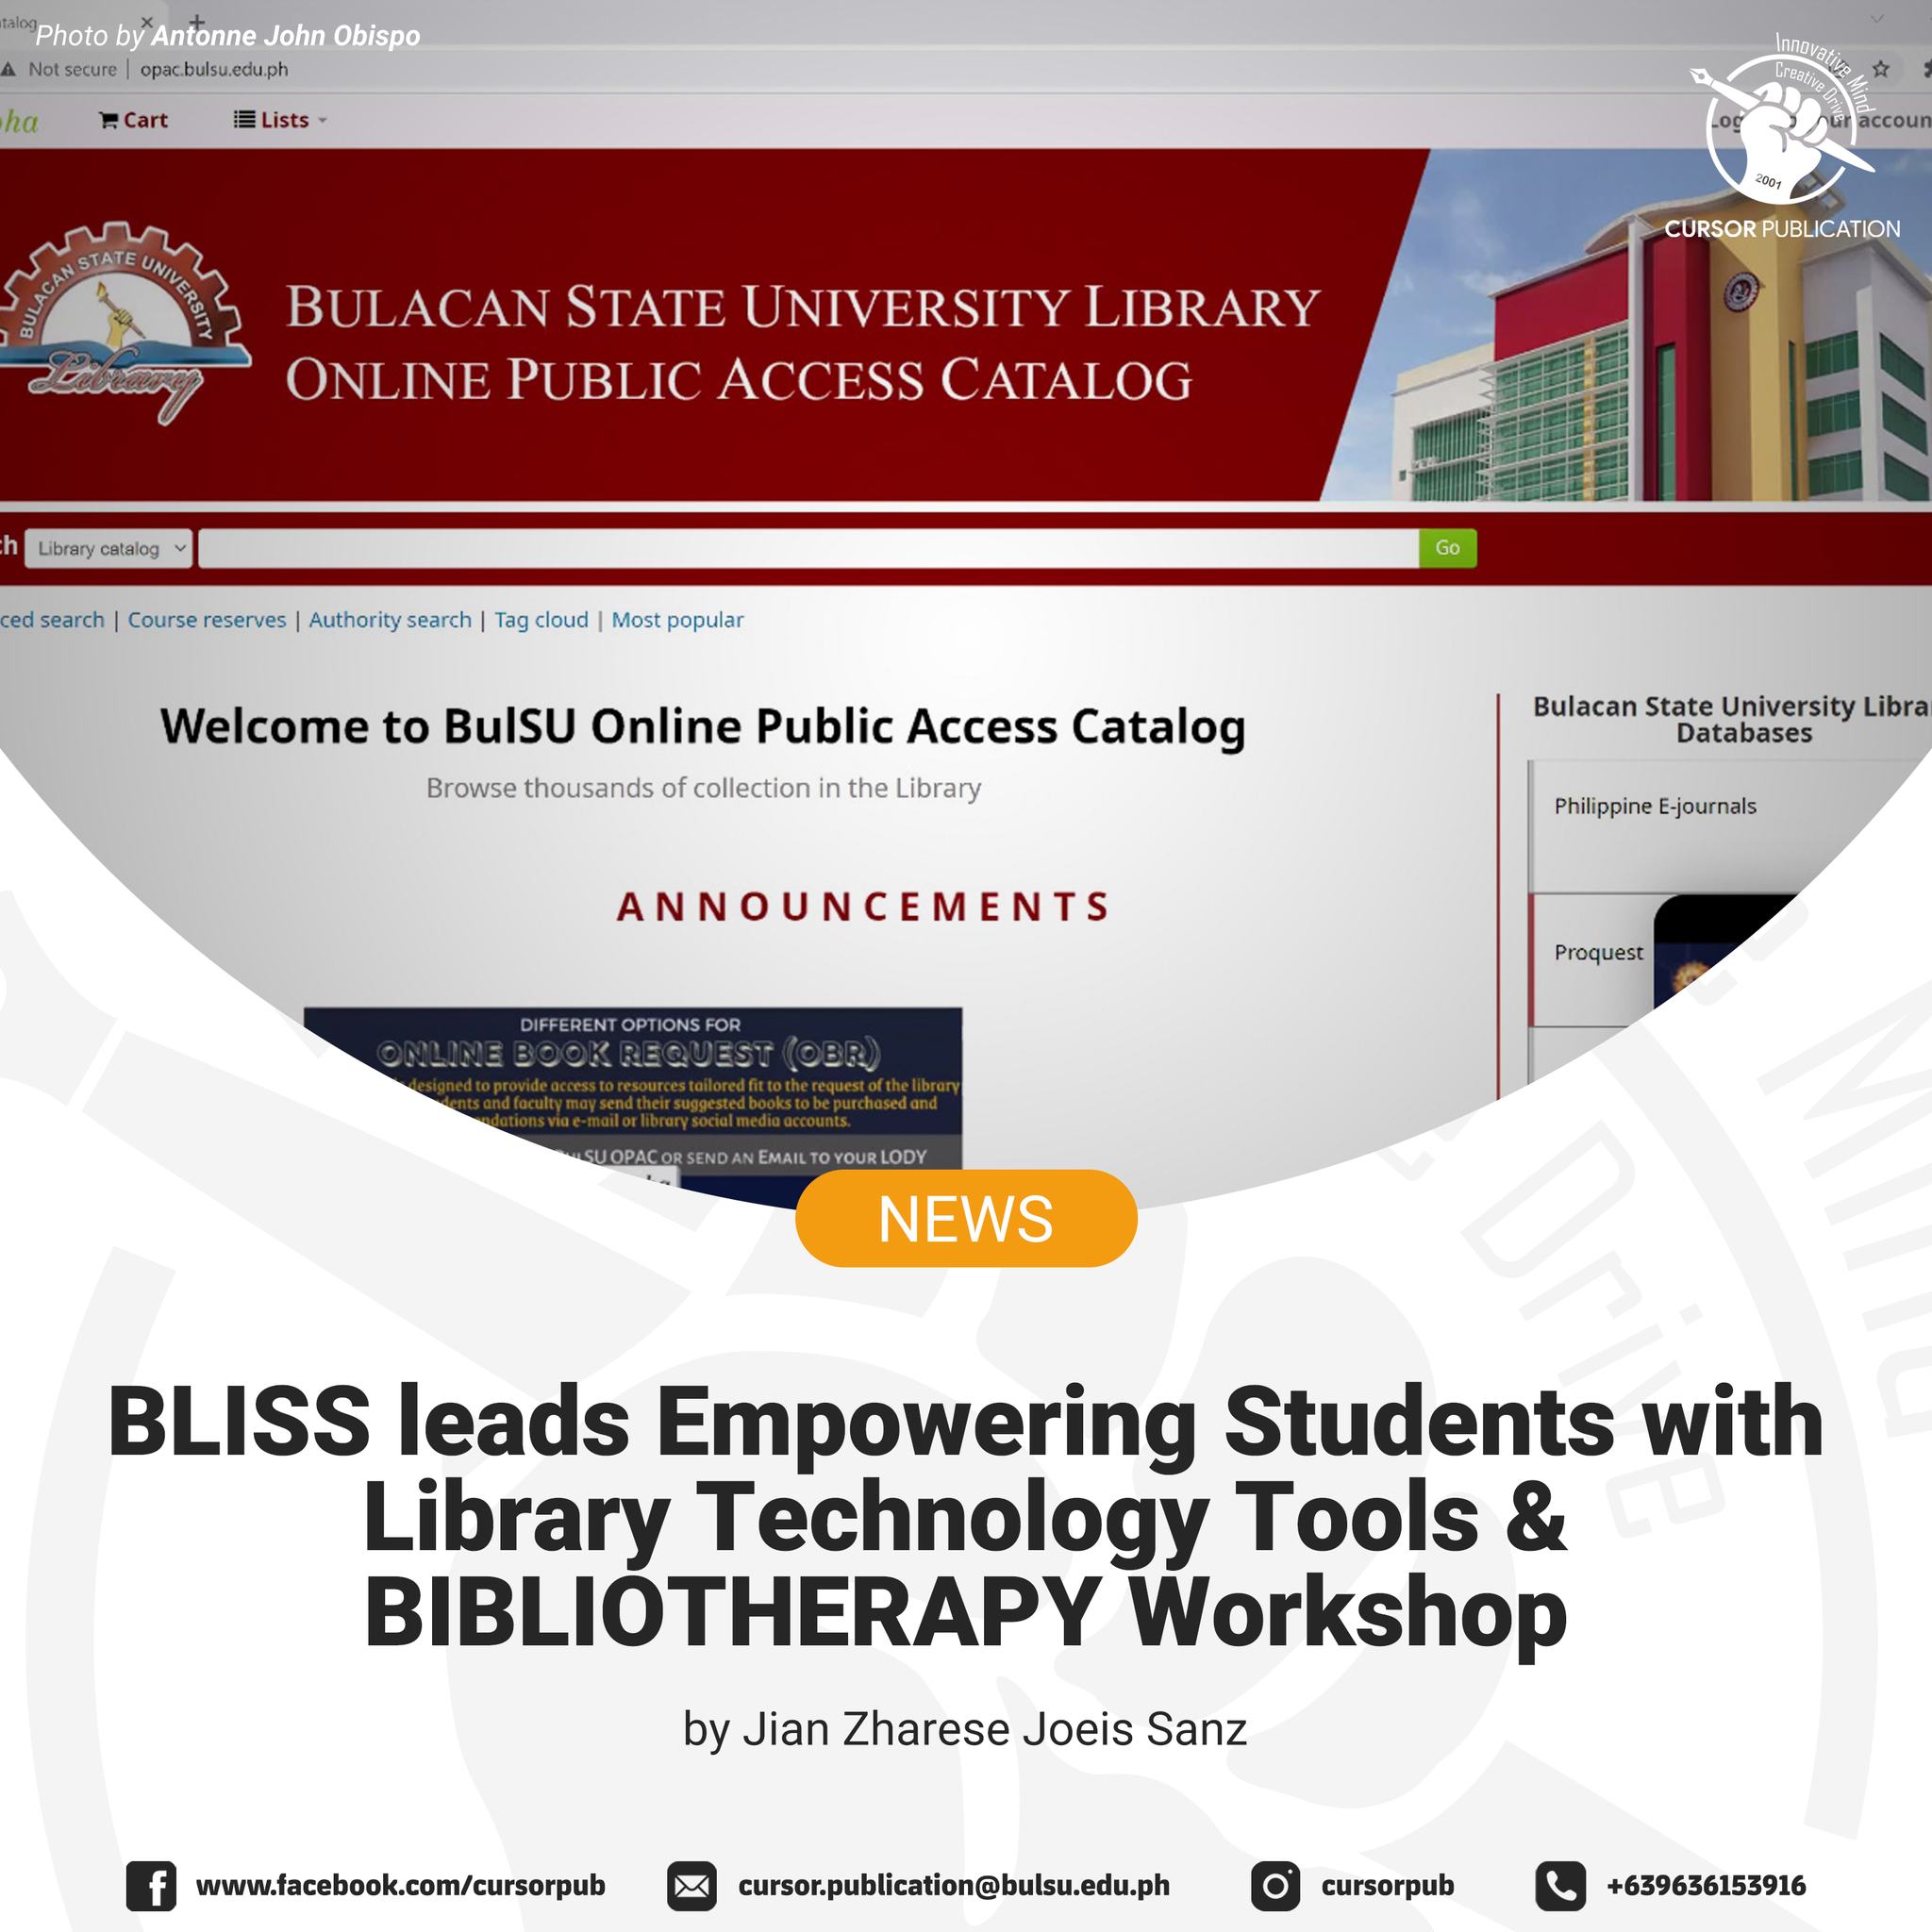 Photo by Antonne John Obispo
Not secure | opac.bulsu.edu.ph
Cart
Lists
Innovative Mind
Creative Drive
2001
CURSOR PUBLICATION
BULACAN STATE UNIVERSITY
Library
BULACAN STATE UNIVERSITY LIBRARY
ONLINE PUBLIC ACCESS CATALOG
Library catalog
Go
ced search | Course reserves | Authority search | Tag cloud | Most popular
Welcome to BulSU Online Public Access Catalog
Browse thousands of collection in the Library
Bulacan State University Libra
Databases
Philippine E-journals
Proquest
ANNOUNCEMENTS
DIFFERENT OPTIONS FOR
ONLINE BOOK REQUEST (OBR)
designed to provide access to resources tailored fit to the request of the library
dents and faculty may send their suggested books to be purchased and
ndations via e-mail or library social media accounts.
SU OPAC OR SEND AN EMAIL TO YOUR LODY
NEWS
BLISS leads Empowering Students with
Library Technology Tools &
BIBLIOTHERAPY Workshop
by Jian Zharese Joeis Sanz
www.facebook.com/cursorpub
cursor.publication@bulsu.edu.ph
cursorpub
+639636153916